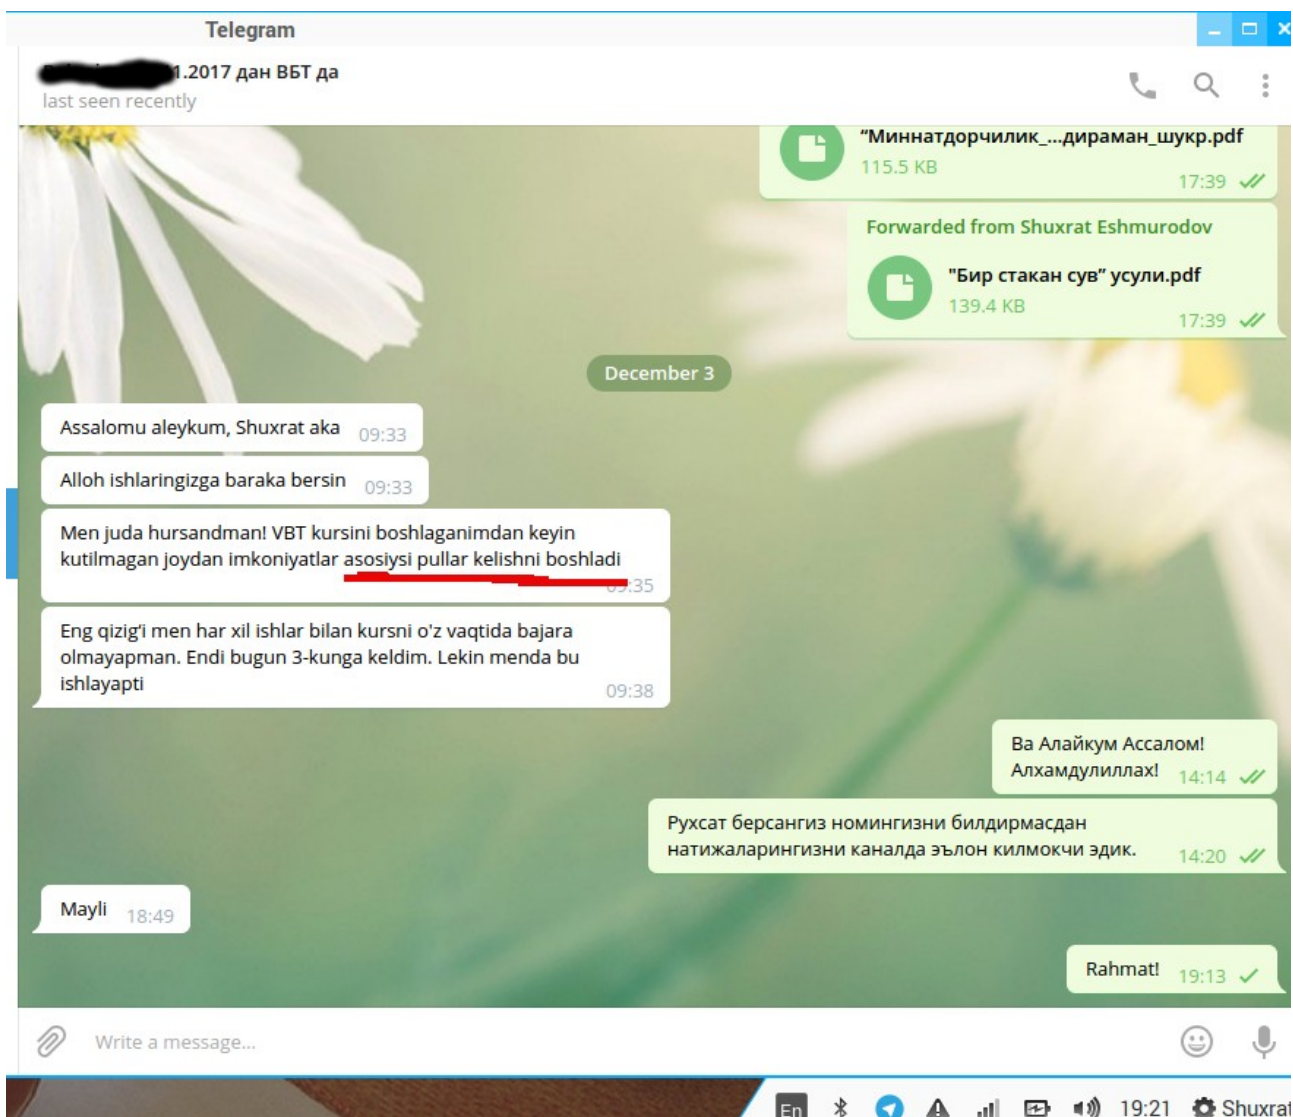 Telegram
1.2017 дан ВБТ да
last seen recently
“Миннатдорчилик_...дираман_шукр.pdf
115.5 KB
17:39
Forwarded from Shuxrat Eshmurodov
"Бир стакан сув” усули.pdf
139.4 KB
17:39
December 3
Assalomu aleykum, Shuxrat aka 09:33
Alloh ishlaringizga baraka bersin 09:33
Men juda hursandman! VBT kursini boshlaganimdan keyin
kutilmagan joydan imkoniyatlar asosiysi pullar kelishni boshladi
09:35
Eng qizig‘i men har xil ishlar bilan kursni o'z vaqtida bajara
olmayapman. Endi bugun 3-kunga keldim. Lekin menda bu
ishlayapti
09:38
Ва Алайкум Ассалом!
Алхамдулиллах! 14:14
Рухсат берсангиз номингизни билдирмасдан
натижаларингизни каналда эълон килмокчи эдик. 14:20
Mayli 18:49
Rahmat! 19:13
Write a message...
En 19:21 Shuxrat